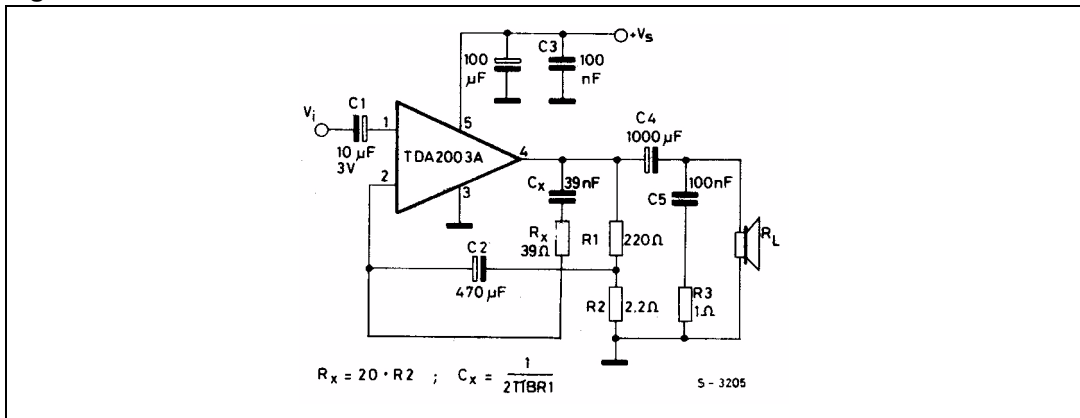 +Vs
100 µF
C3
100 nF
Vi
C1
10 µF
3V
1
5
TDA2003A
4
2
3
C4
1000 µF
Cx
39nF
100nF
C5
Rx
39Ω
R1
220Ω
RL
C2
470 µF
R2
2.2Ω
R3
1Ω
Rx = 20 · R2 ; Cx = 1 / 2πBR1
S - 3205